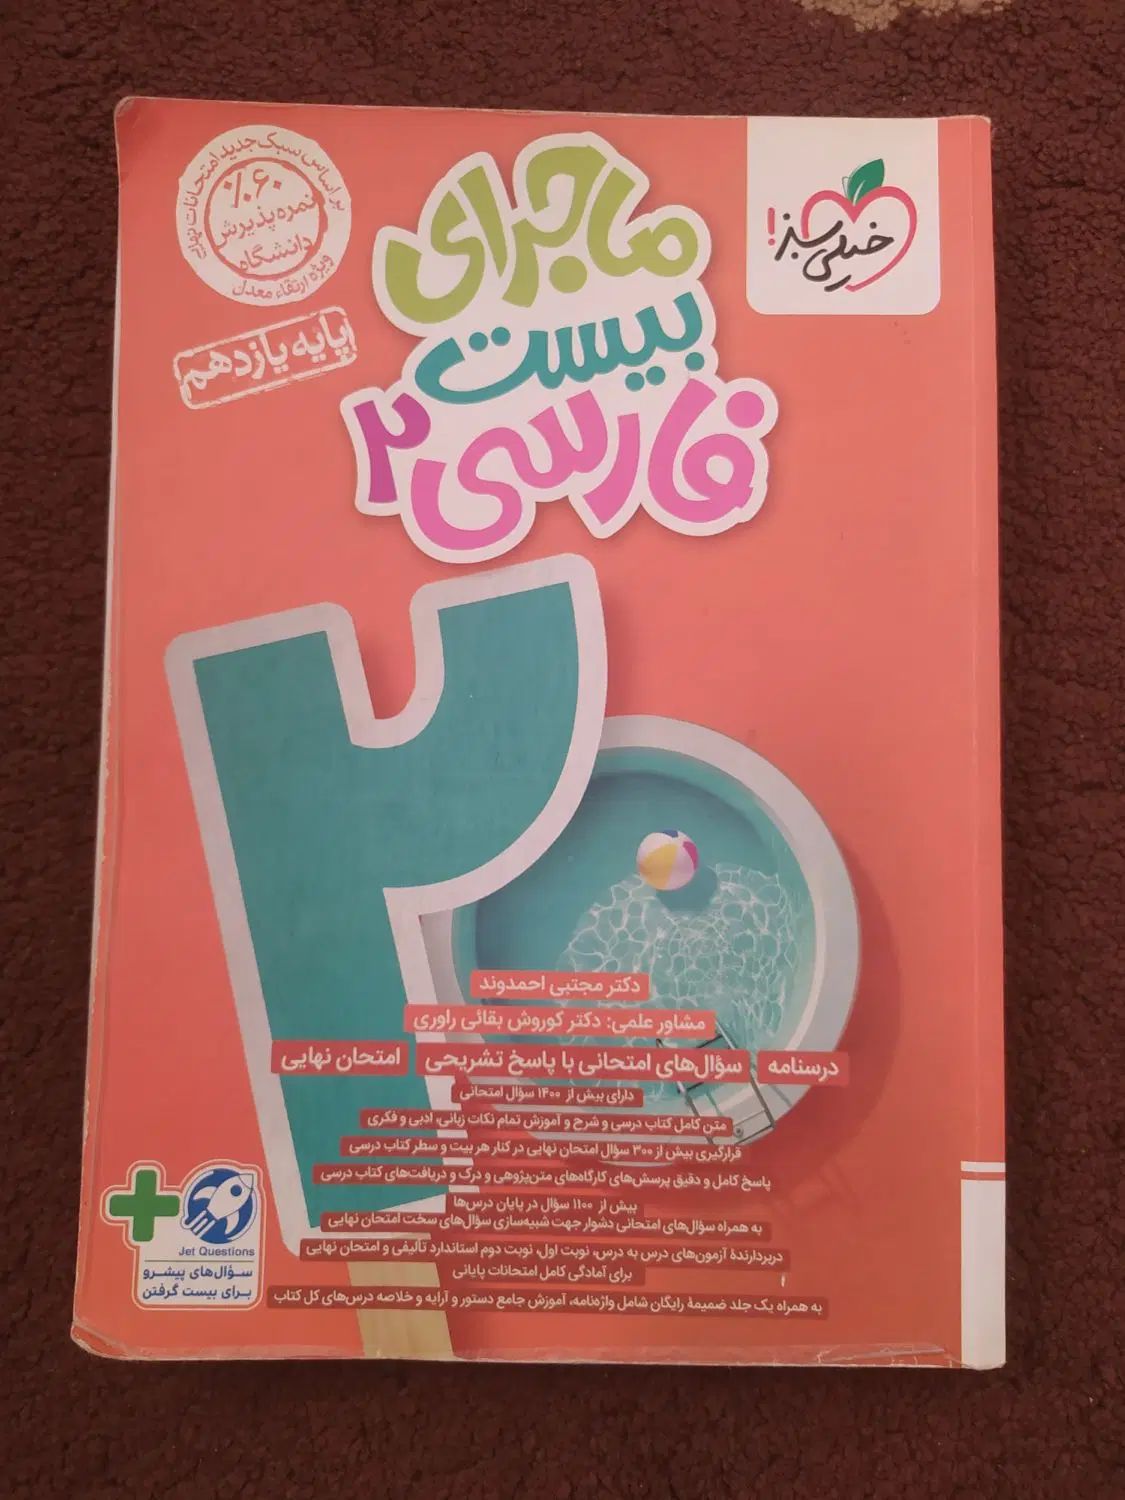 بر اساس سبک جدید امتحانات نهایی
۶۰٪
نمره پذیرش
دانشگاه
ویژه ارتقاء معدل
پایه یازدهم
ماجرای
بیست
فارسی ۲
خیلی سبز!
۲۰
دکتر مجتبی احمدوند
مشاور علمی: دکتر کوروش بقائی راوری
درسنامه سؤال‌های امتحانی با پاسخ تشریحی امتحان نهایی
دارای بیش از ۱۴۰۰ سؤال امتحانی
متن کامل کتاب درسی و شرح و آموزش تمام نکات زبانی، ادبی و فکری
قرارگیری بیش از ۳۰۰ سؤال امتحان نهایی در کنار هر بیت و سطر کتاب درسی
پاسخ کامل و دقیق پرسش‌های کارگاه‌های متن‌پژوهی و درک و دریافت‌های کتاب درسی
بیش از ۱۱۰۰ سؤال در پایان درس‌ها
به همراه سؤال‌های امتحانی دشوار جهت شبیه‌سازی سؤال‌های سخت امتحان نهایی
دربردارندهٔ آزمون‌های درس به درس، نوبت اول، نوبت دوم استاندارد تألیفی و امتحان نهایی
برای آمادگی کامل امتحانات پایانی
به همراه یک جلد ضمیمهٔ رایگان شامل واژه‌نامه، آموزش جامع دستور و آرایه و خلاصه درس‌های کل کتاب
Jet Questions
سؤال‌های پیشرو
برای بیست گرفتن